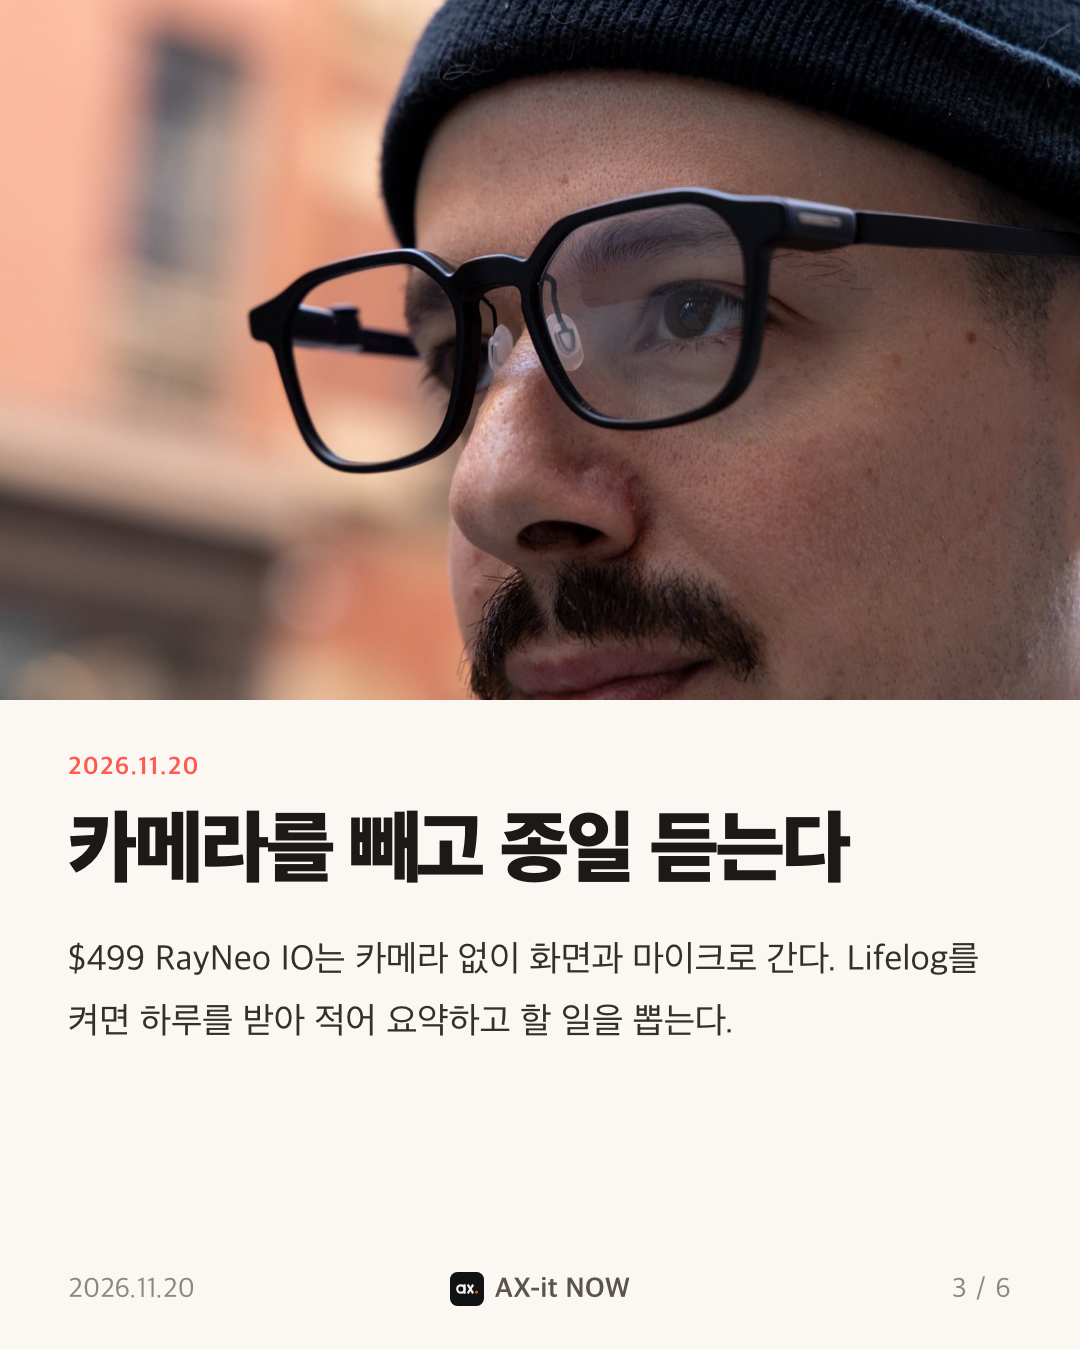 2026.11.20
카메라를 빼고 종일 듣는다
$499 RayNeo IO는 카메라 없이 화면과 마이크로 간다. Lifelog를
켜면 하루를 받아 적어 요약하고 할 일을 뽑는다.
2026.11.20
ax. AX-it NOW
3 / 6